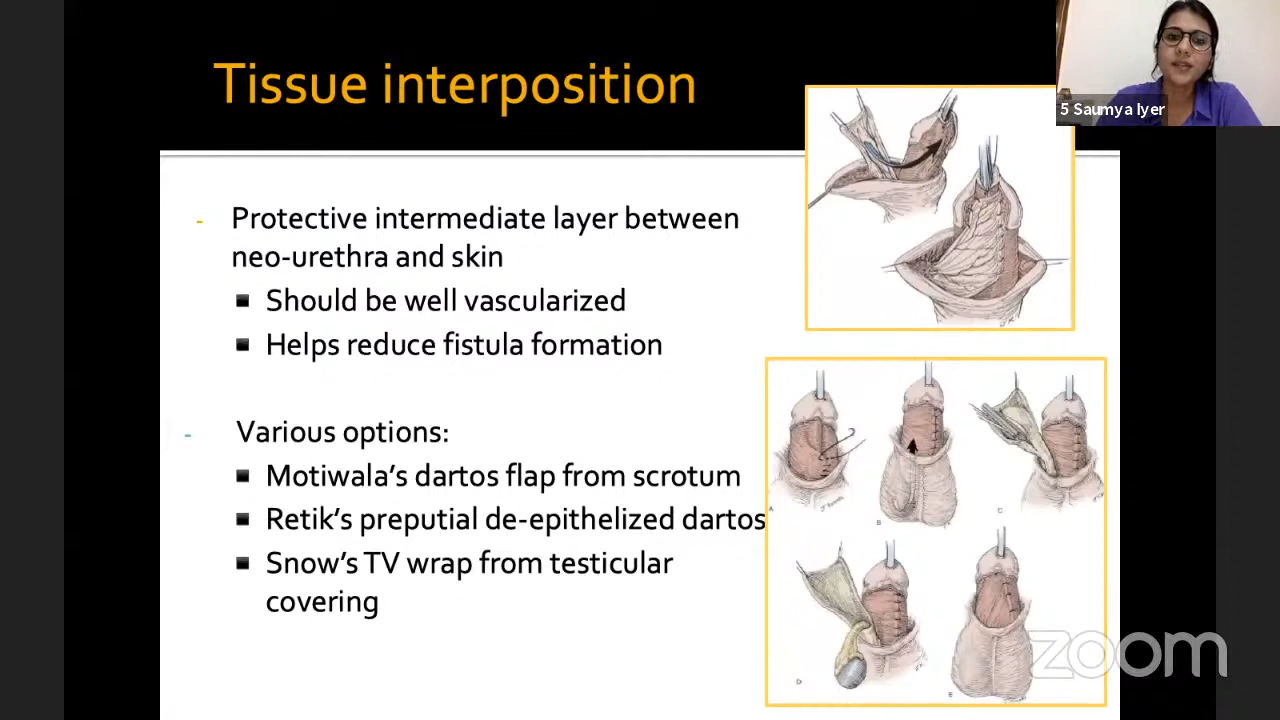 Tissue interposition
5 Saumya Iyer
- Protective intermediate layer between
neo-urethra and skin
■ Should be well vascularized
■ Helps reduce fistula formation
- Various options:
■ Motiwala's dartos flap from scrotum
■ Retik's preputial de-epithelized dartos
■ Snow's TV wrap from testicular
covering
A
B
C
D
E
zoom